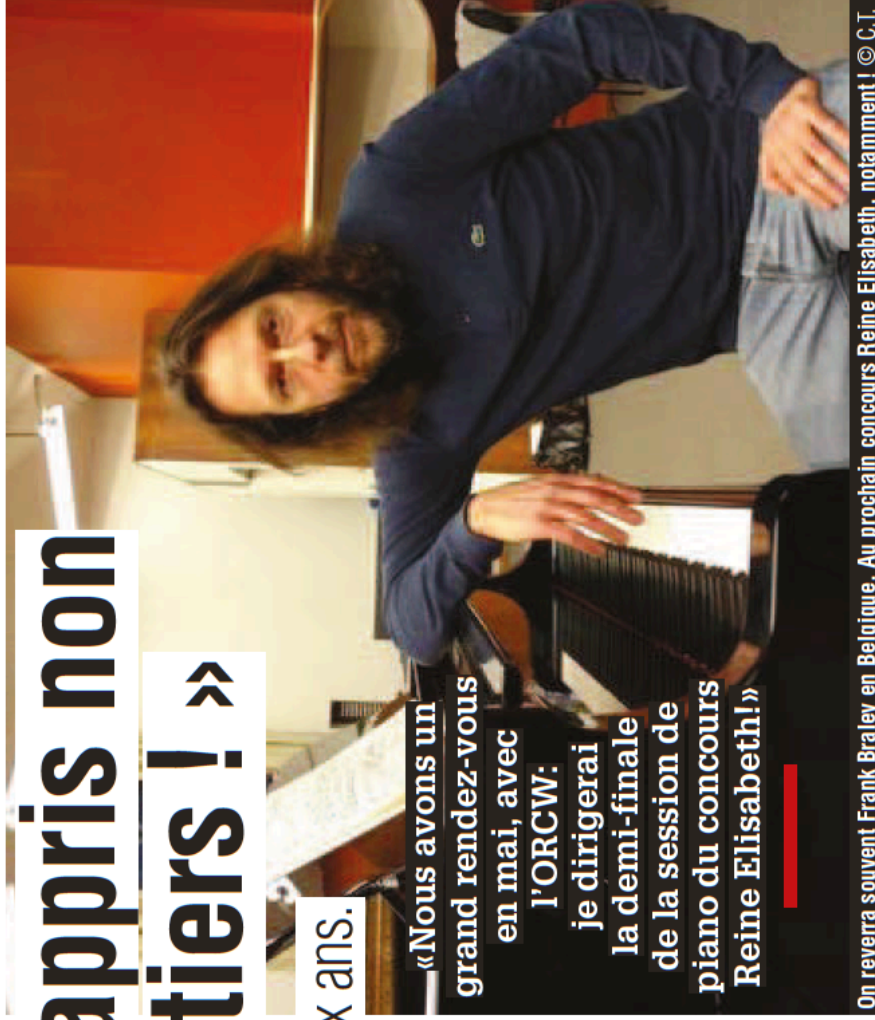 appris non
tiers ! »
x ans.
«Nous avons un
grand rendez-vous
en mai, avec
l’ORCW:
je dirigerai
la demi-finale
de la session de
piano du concours
Reine Elisabeth!»
On reverra souvent Frank Braley en Belgique. Au prochain concours Reine Elisabeth, notamment ! © C.T.